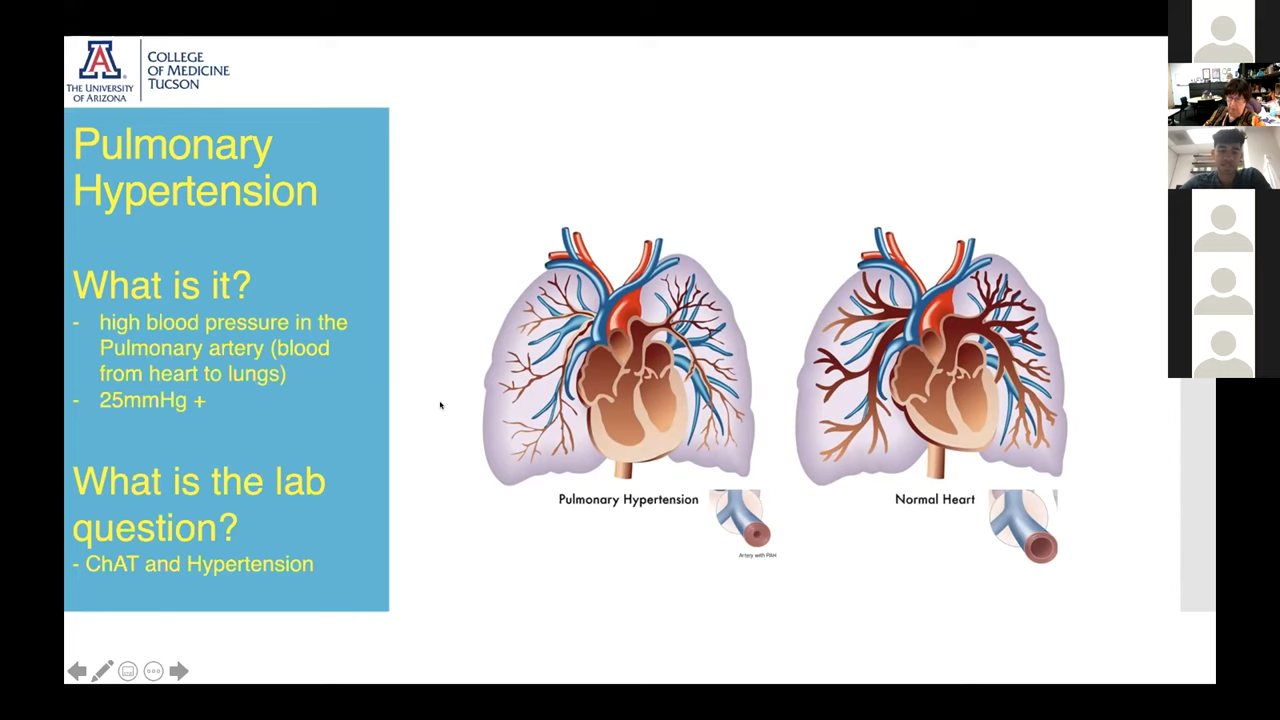 THE UNIVERSITY
OF ARIZONA
COLLEGE
OF MEDICINE
TUCSON
Pulmonary
Hypertension
What is it?
- high blood pressure in the
Pulmonary artery (blood
from heart to lungs)
- 25mmHg +
What is the lab
question?
- ChAT and Hypertension
Pulmonary Hypertension
Artery with PAH
Normal Heart